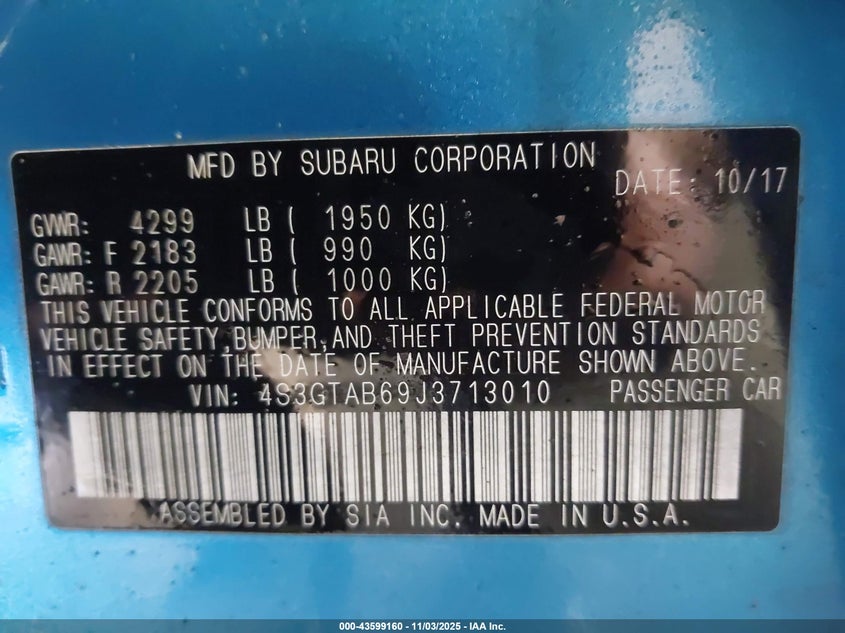 MFD BY SUBARU CORPORATION
DATE: 10/17
GVWR: 4299 LB ( 1950 KG)
GAWR: F 2183 LB ( 990 KG)
GAWR: R 2205 LB ( 1000 KG)
THIS VEHICLE CONFORMS TO ALL APPLICABLE FEDERAL MOTOR
VEHICLE SAFETY,BUMPER,AND THEFT PREVENTION STANDARDS
IN EFFECT ON THE DATE OF MANUFACTURE SHOWN ABOVE.
VIN: 4S3GTAB69J3713010 PASSENGER CAR
ASSEMBLED BY SIA INC. MADE IN U.S.A.
000-43599160 - 11/03/2025 - IAA Inc.